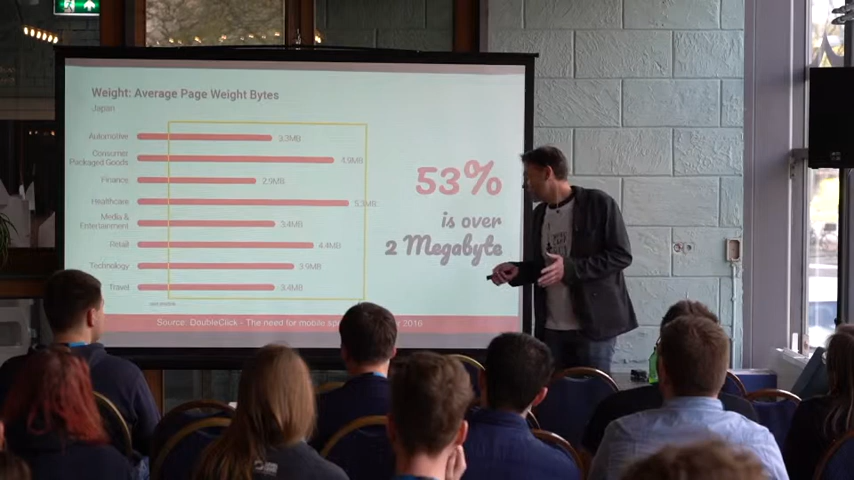 Weight: Average Page Weight Bytes
Japan
Automotive 3.3MB
Consumer
Packaged Goods 4.9MB
Finance 2.9MB
Healthcare 5.3MB
Media &
Entertainment 3.4MB
Retail 4.4MB
Technology 3.9MB
Travel 3.4MB
53%
is over
2 Megabyte
Source: DoubleClick - The need for mobile 2016